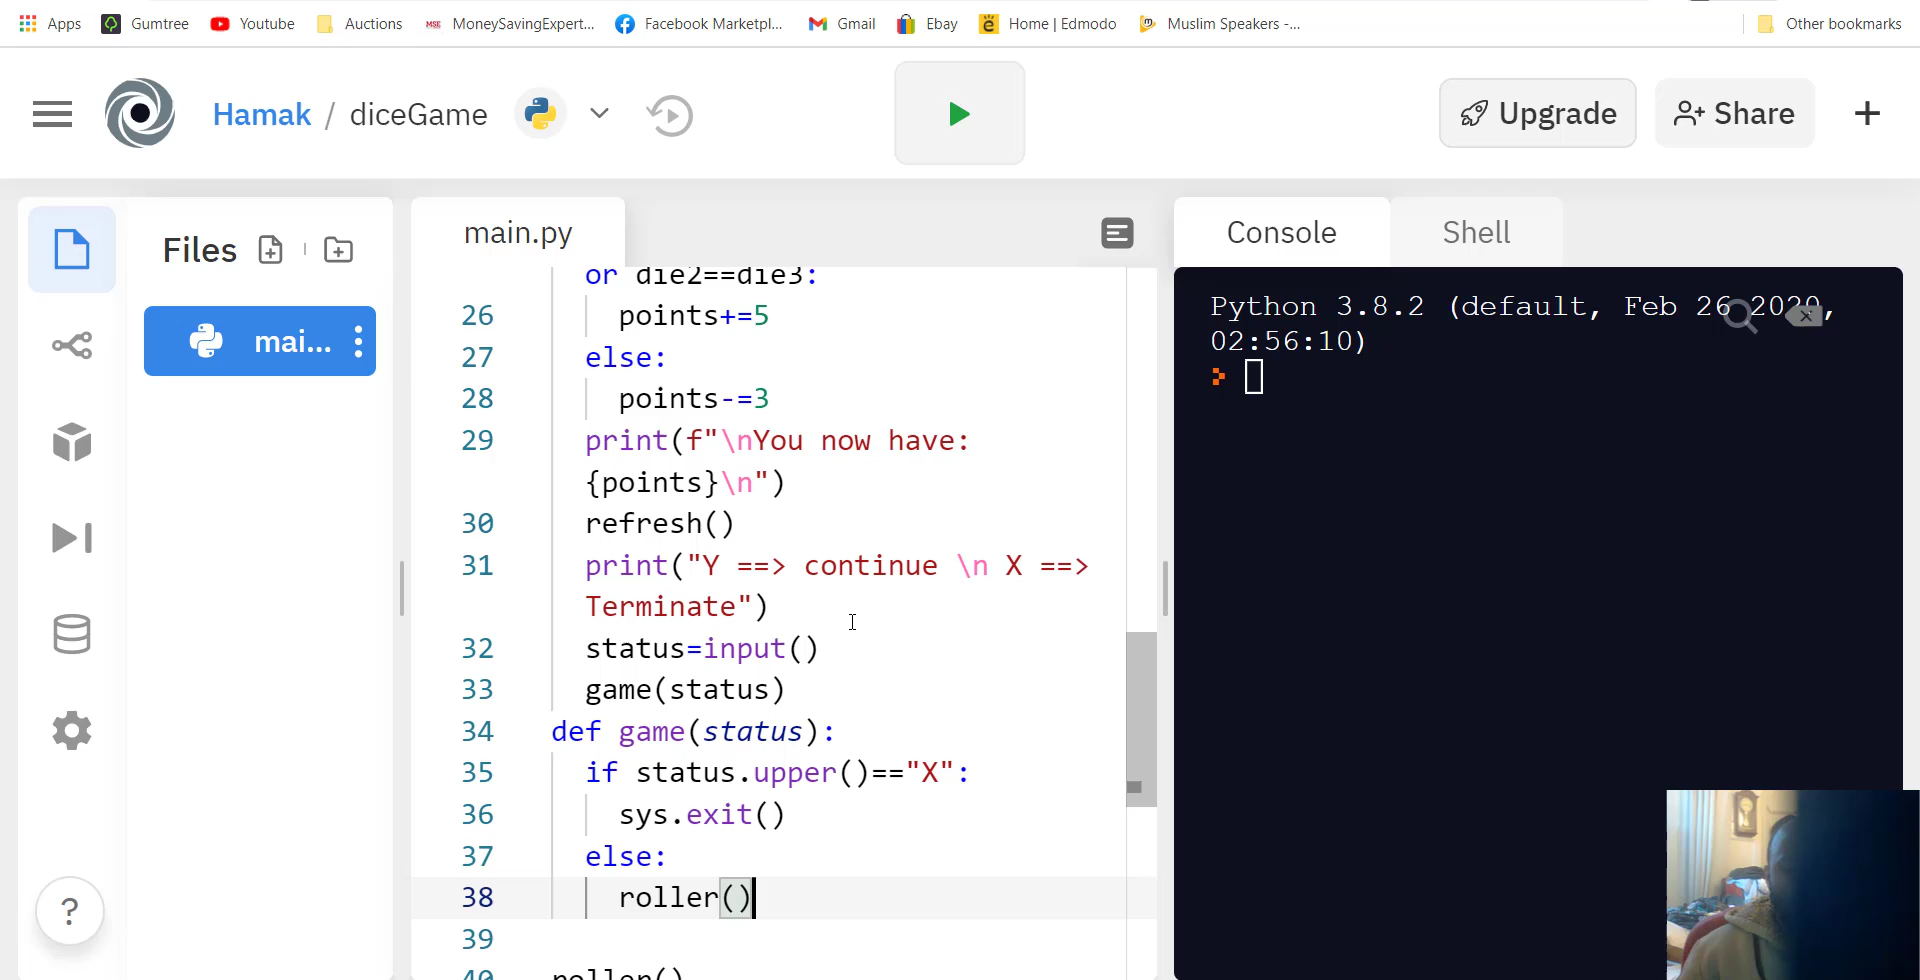 Apps Gumtree Youtube Auctions MSE MoneySavingExpert... Facebook Marketpl... Gmail Ebay Home | Edmodo Muslim Speakers -... Other bookmarks
Hamak / diceGame Upgrade Share +
Files
main.py
Console Shell
mai...
or die2==die3:
26 points+=5
27 else:
28 points-=3
29 print(f"\nYou now have:
{points}\n")
30 refresh()
31 print("Y ==> continue \n X ==>
Terminate")
32 status=input()
33 game(status)
34 def game(status):
35 if status.upper()=="X":
36 sys.exit()
37 else:
38 roller()
39
40 roller()
?
Python 3.8.2 (default, Feb 26 2020,
02:56:10)